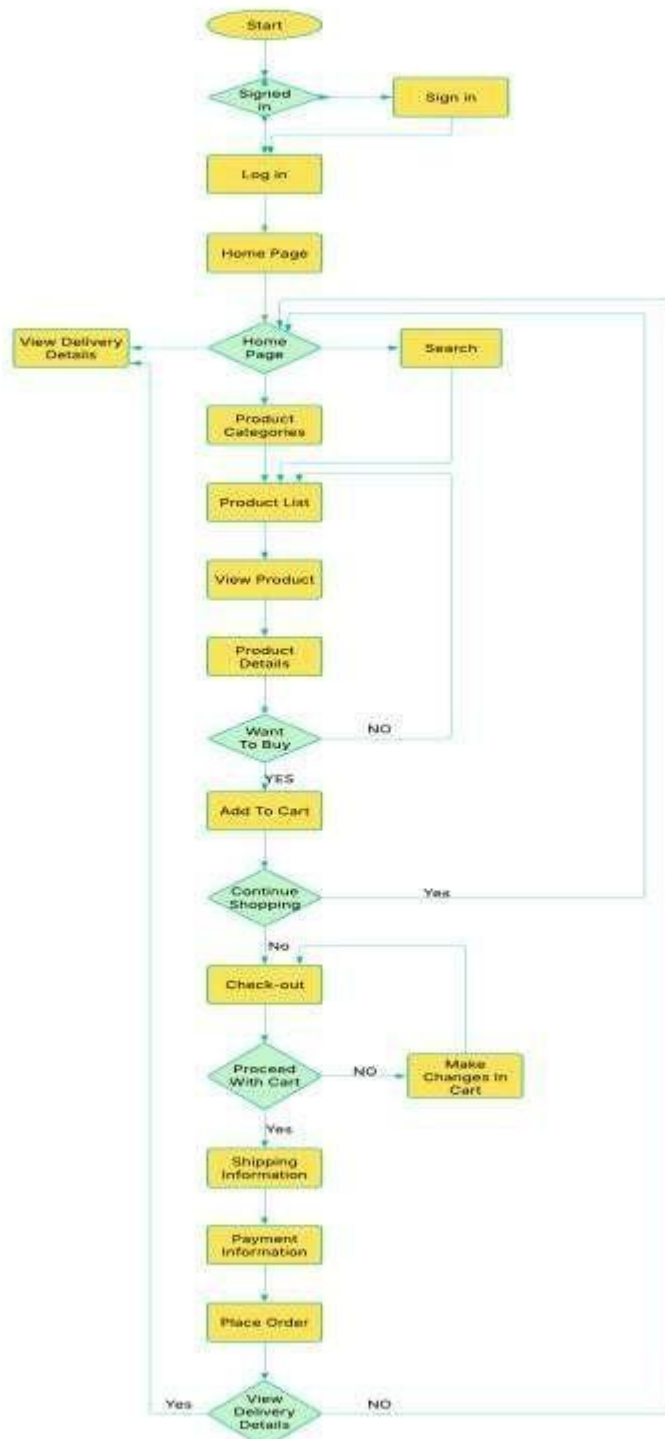 Start
Signed
in
Sign in
Log in
Home Page
View Delivery
Details
Home
Page
Search
Product
Categories
Product List
View Product
Product
Details
Want
To Buy
NO
YES
Add To Cart
Continue
Shopping
Yes
No
Check-out
Proceed
With Cart
NO
Make
Changes In
Cart
Yes
Shipping
Information
Payment
Information
Place Order
Yes
View
Delivery
Details
NO